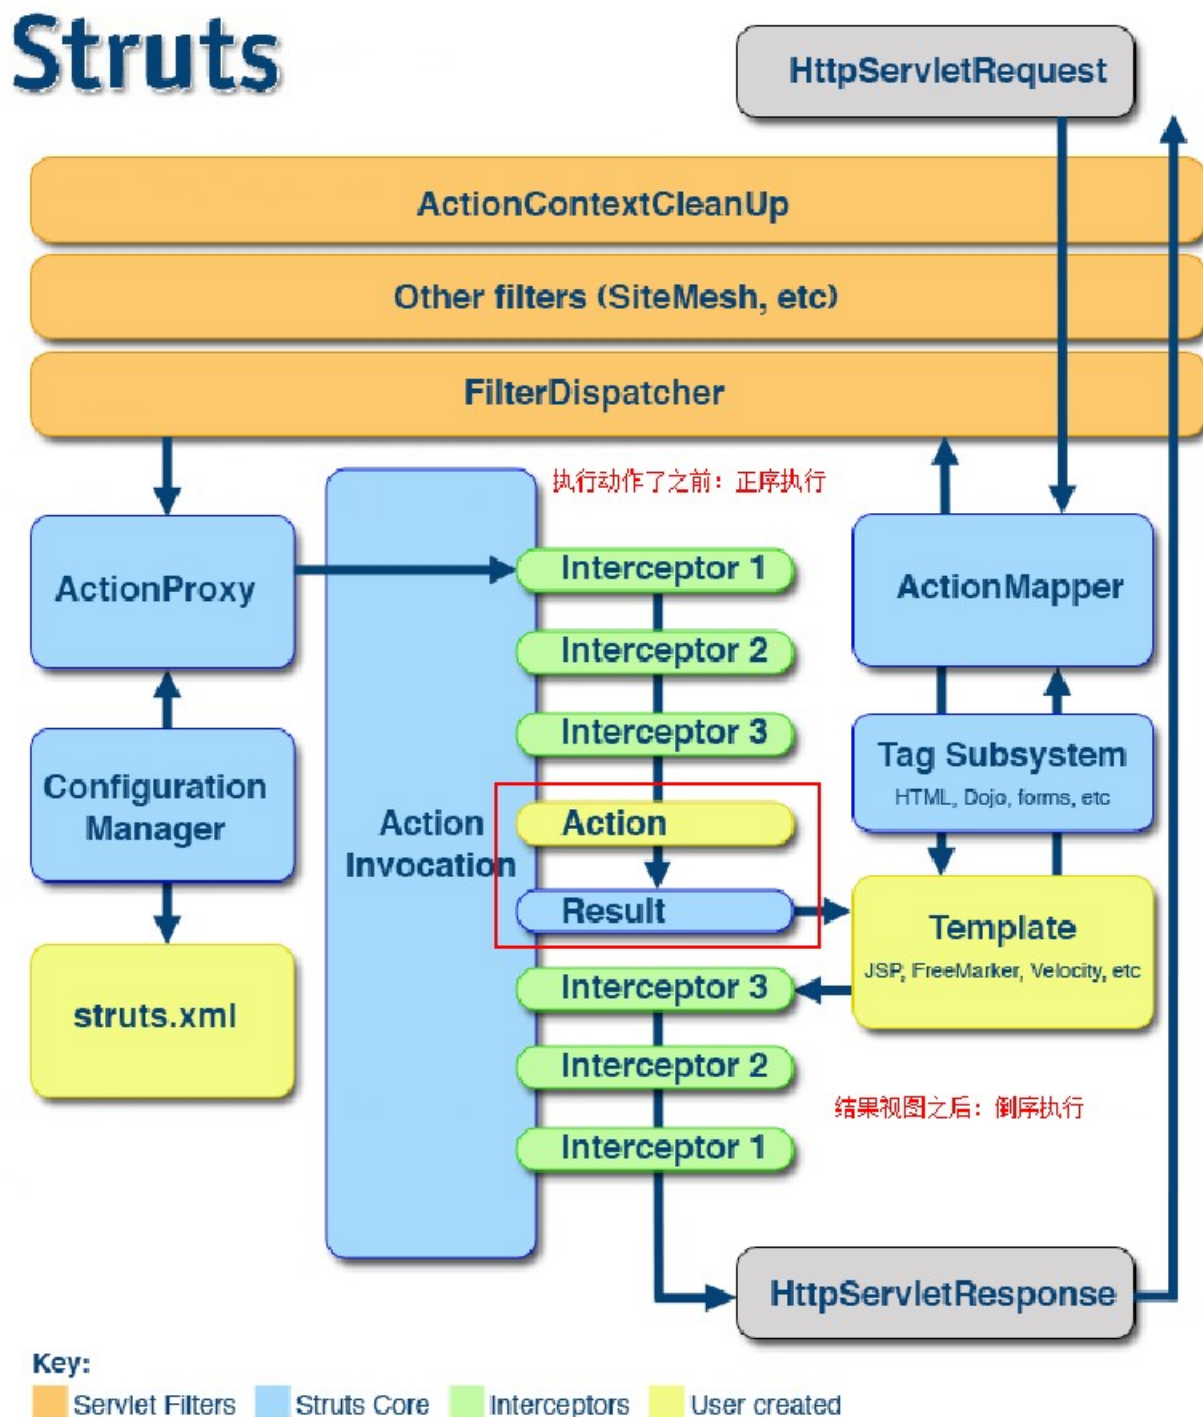 Struts
HttpServletRequest
ActionContextCleanUp
Other filters (SiteMesh, etc)
FilterDispatcher
执行动作了之前：正序执行
ActionProxy
Interceptor 1
ActionMapper
Interceptor 2
Interceptor 3
Tag Subsystem
HTML, Dojo, forms, etc
Configuration
Manager
Action
Invocation
Action
Result
Template
JSP, FreeMarker, Velocity, etc
struts.xml
Interceptor 3
Interceptor 2
结果视图之后：倒序执行
Interceptor 1
HttpServletResponse
Key:
Servlet Filters
Struts Core
Interceptors
User created